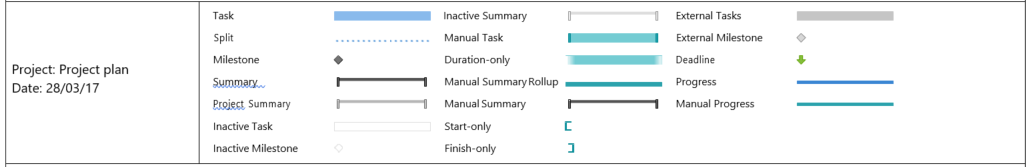 Project: Project plan
Date: 28/03/17
Task
Split
Milestone
Summary
Project Summary
Inactive Task
Inactive Milestone
Inactive Summary
Manual Task
Duration-only
Manual Summary Rollup
Manual Summary
Start-only
Finish-only
External Tasks
External Milestone
Deadline
Progress
Manual Progress